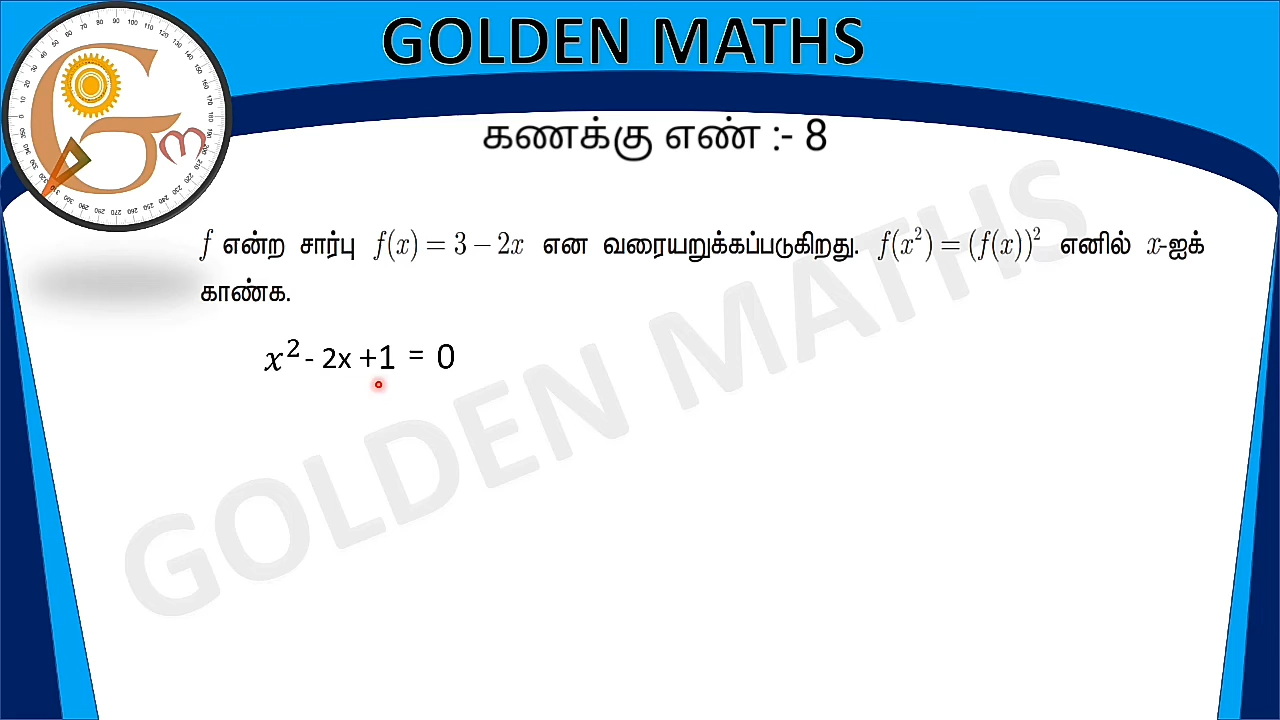 GOLDEN MATHS
கணக்கு எண் :- 8
f என்ற சார்பு f(x) = 3 – 2x என வரையறுக்கப்படுகிறது. f(x²) = (f(x))² எனில் x-ஐக்
காண்க.
x² - 2x +1 = 0
GOLDEN MATHS